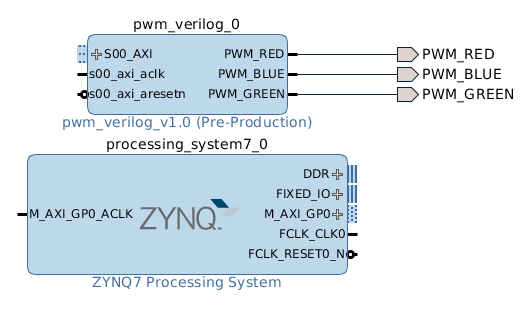 pwm_verilog_0
S00_AXI
s00_axi_aclk
s00_axi_aresetn
PWM_RED
PWM_BLUE
PWM_GREEN
PWM_RED
PWM_BLUE
PWM_GREEN
pwm_verilog_v1.0 (Pre-Production)
processing_system7_0
M_AXI_GP0_ACLK
ZYNQ
DDR
FIXED_IO
M_AXI_GP0
FCLK_CLK0
FCLK_RESET0_N
ZYNQ7 Processing System